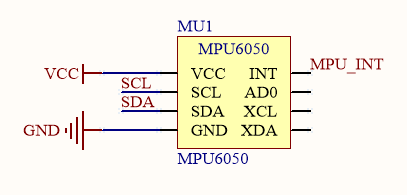 MU1
MPU6050
VCC VCC INT MPU_INT
SCL SCL AD0
SDA SDA XCL
GND GND XDA
MPU6050